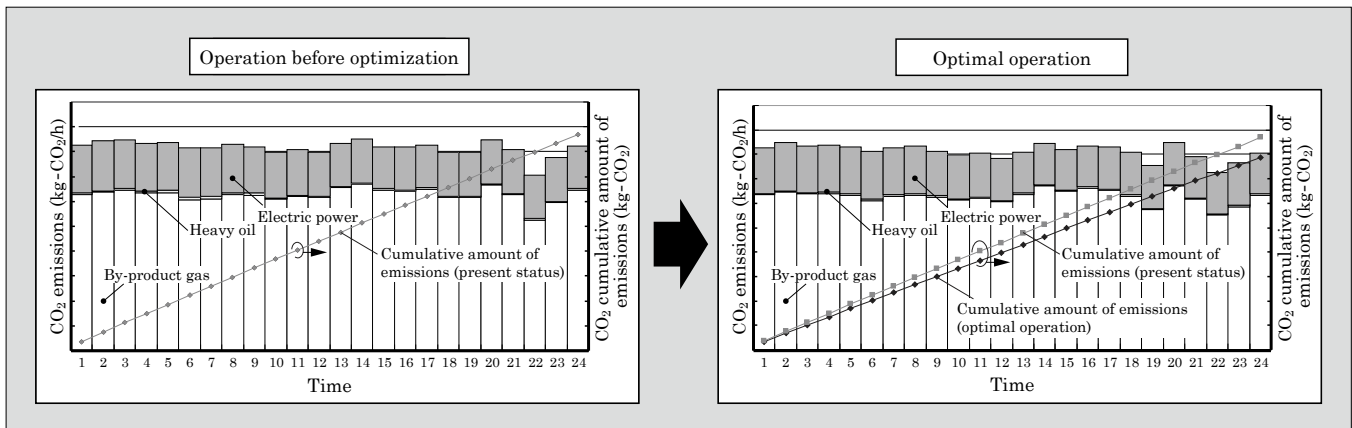 Operation before optimization
CO₂ emissions (kg-CO₂/h)
Electric power
Heavy oil
By-product gas
Cumulative amount of
emissions (present status)
CO₂ cumulative amount of
emissions (kg-CO₂)
1 2 3 4 5 6 7 8 9 10 11 12 13 14 15 16 17 18 19 20 21 22 23 24
Time
Optimal operation
CO₂ emissions (kg-CO₂/h)
Electric power
Heavy oil
By-product gas
Cumulative amount of
emissions (present status)
Cumulative amount of emissions
(optimal operation)
CO₂ cumulative amount of
emissions (kg-CO₂)
1 2 3 4 5 6 7 8 9 10 11 12 13 14 15 16 17 18 19 20 21 22 23 24
Time